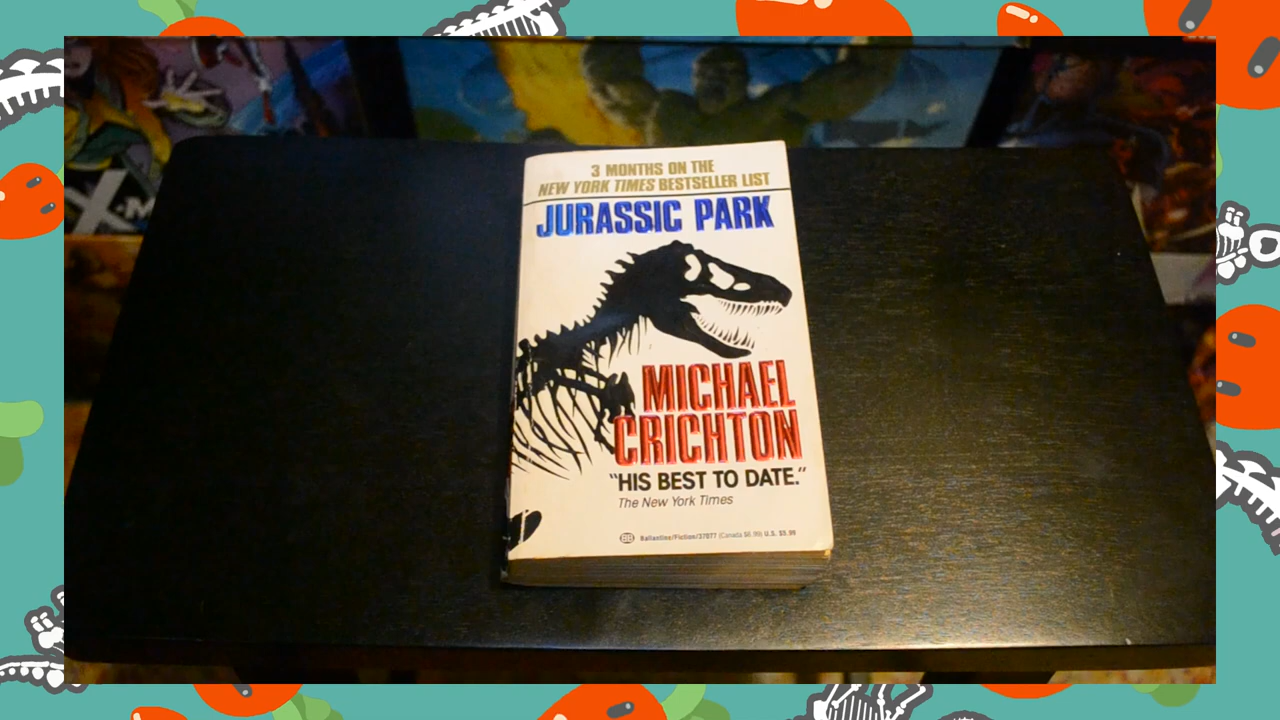 3 MONTHS ON THE
NEW YORK TIMES BESTSELLER LIST
JURASSIC PARK
MICHAEL
CRICHTON
"HIS BEST TO DATE."
The New York Times
BB Ballantine/Fiction/37077 (Canada $6.99) U.S. $5.99
X-M